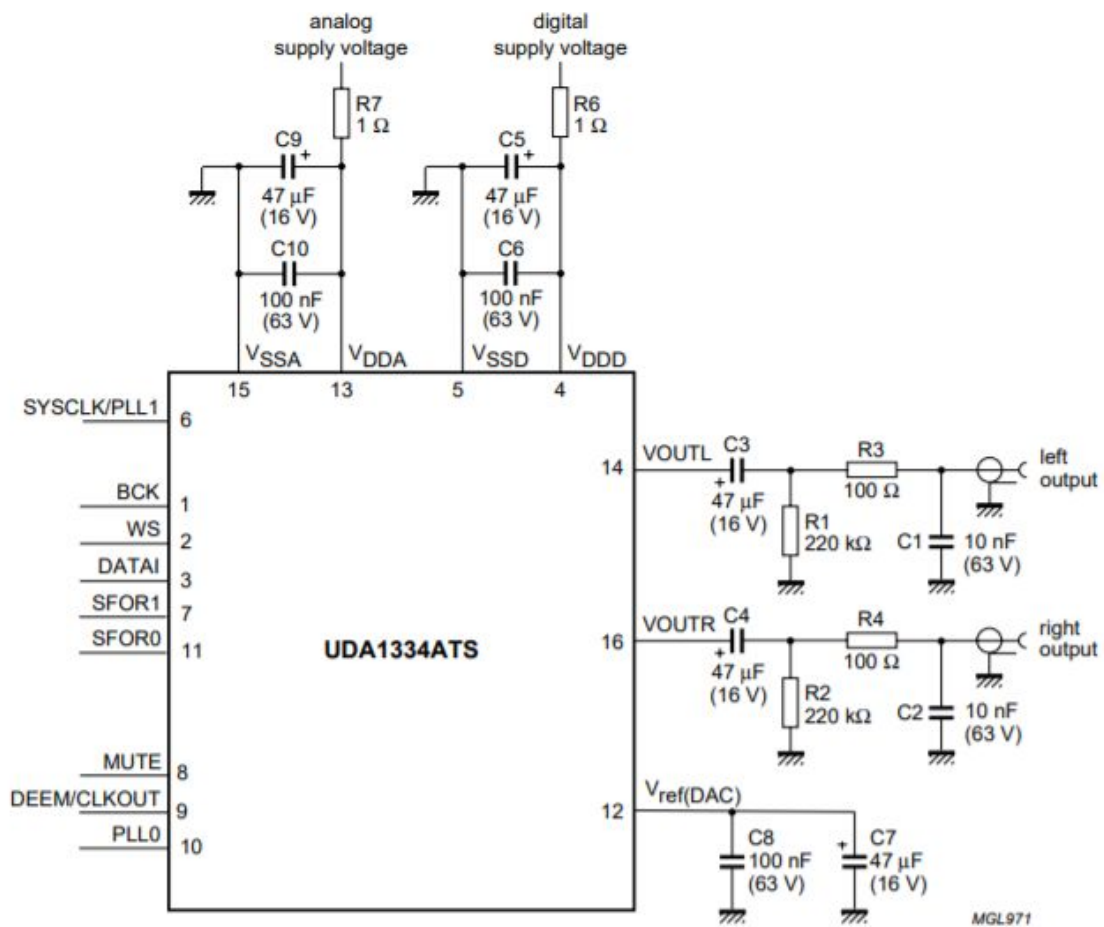 analog
supply voltage
digital
supply voltage
R7
1 Ω
R6
1 Ω
C9
+
47 μF
(16 V)
C5
+
47 μF
(16 V)
C10
100 nF
(63 V)
C6
100 nF
(63 V)
VSSA
VDDA
VSSD
VDDD
15
13
5
4
SYSCLK/PLL1
6
BCK
1
WS
2
DATAI
3
SFOR1
7
SFOR0
11
UDA1334ATS
MUTE
8
DEEM/CLKOUT
9
PLL0
10
14
VOUTL
C3
+
47 μF
(16 V)
R1
220 kΩ
R3
100 Ω
C1
10 nF
(63 V)
left
output
16
VOUTR
C4
+
47 μF
(16 V)
R2
220 kΩ
R4
100 Ω
C2
10 nF
(63 V)
right
output
12
Vref(DAC)
C8
100 nF
(63 V)
+
C7
47 μF
(16 V)
MGL971